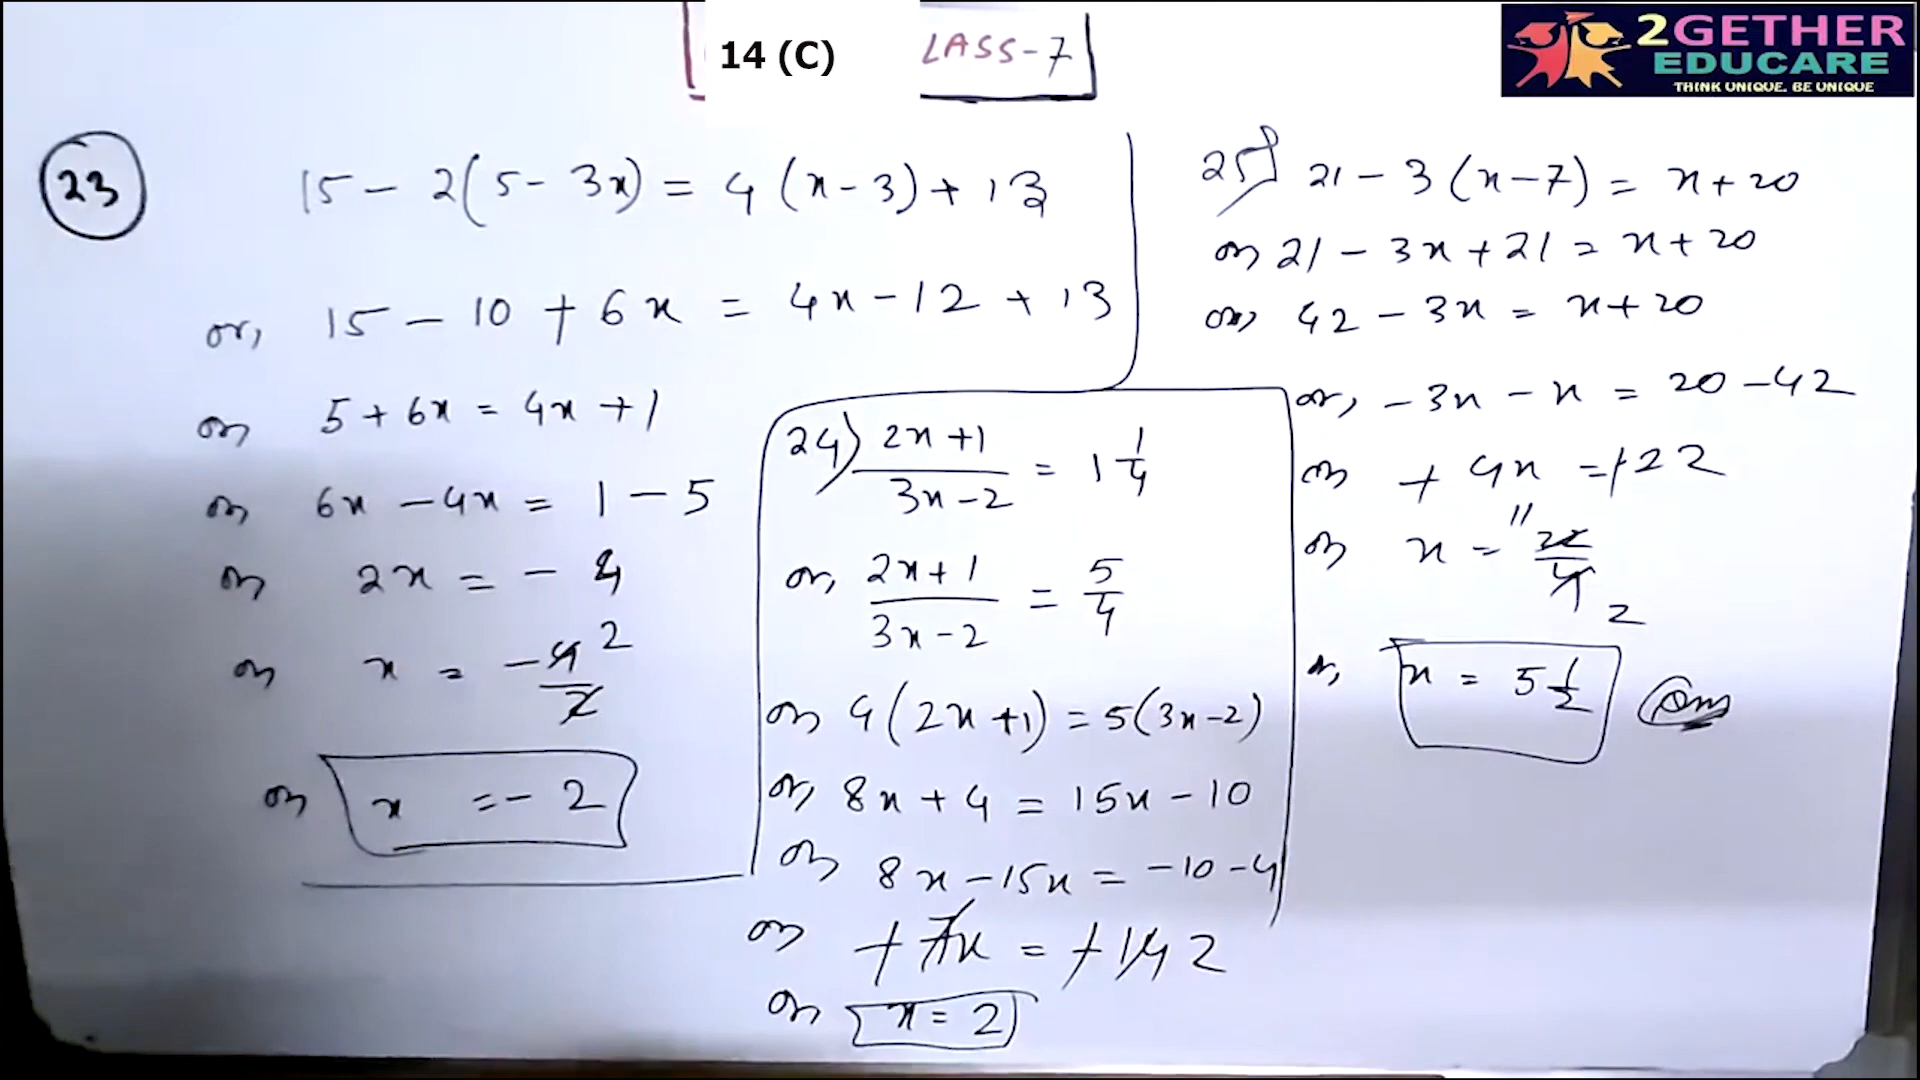 14 (C) LASS-7
2GETHER
EDUCARE
THINK UNIQUE. BE UNIQUE
23
15 - 2(5 - 3x) = 4(x - 3) + 13
or, 15 - 10 + 6x = 4x - 12 + 13
or 5 + 6x = 4x + 1
or 6x - 4x = 1 - 5
or 2x = - 4
or x = -4/2 2
or x = - 2
24) 2x+1/3x-2 = 1 1/4
or, 2x+1/3x-2 = 5/4
or 4(2x+1) = 5(3x-2)
or, 8x + 4 = 15x - 10
or 8x - 15x = -10 - 4
or + 7x = + 14 2
or x = 2
25) 21 - 3(x-7) = x + 20
or 21 - 3x + 21 = x + 20
or, 42 - 3x = x + 20
or, - 3x - x = 20 - 42
or + 4x = + 22
or x = 11 22/4 2
or, x = 5 1/2 Ans